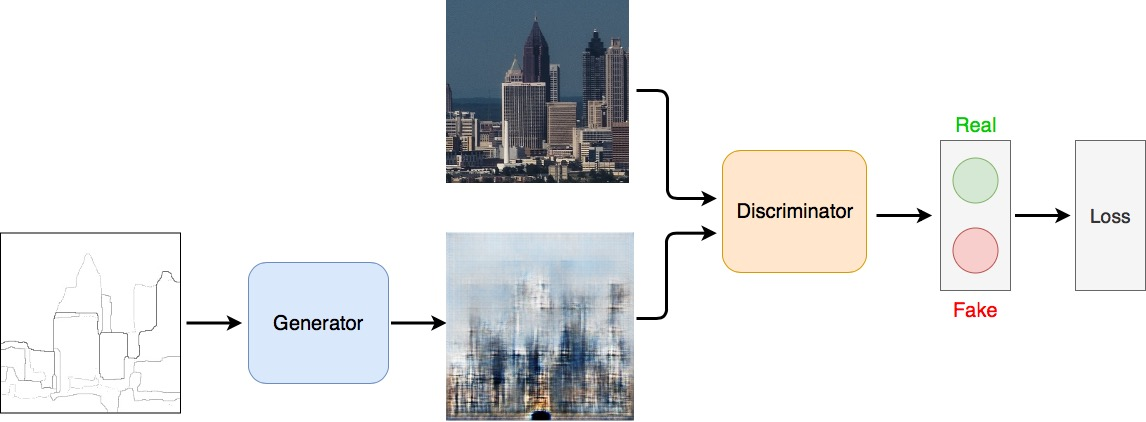 Real
Discriminator
Loss
Generator
Fake